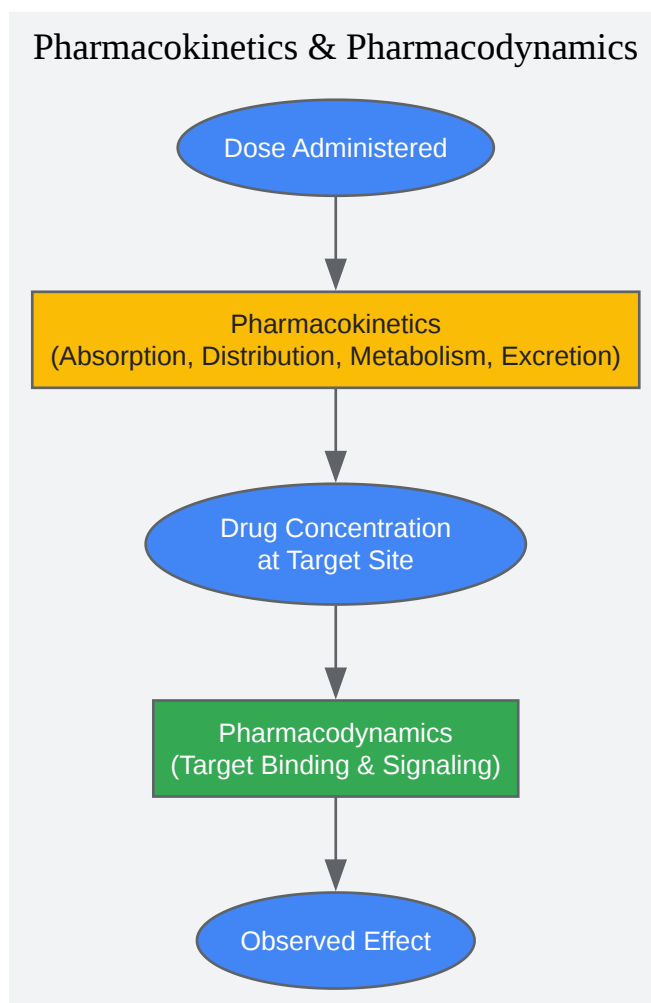 Pharmacokinetics & Pharmacodynamics
Dose Administered
Pharmacokinetics
(Absorption, Distribution, Metabolism, Excretion)
Drug Concentration
at Target Site
Pharmacodynamics
(Target Binding & Signaling)
Observed Effect